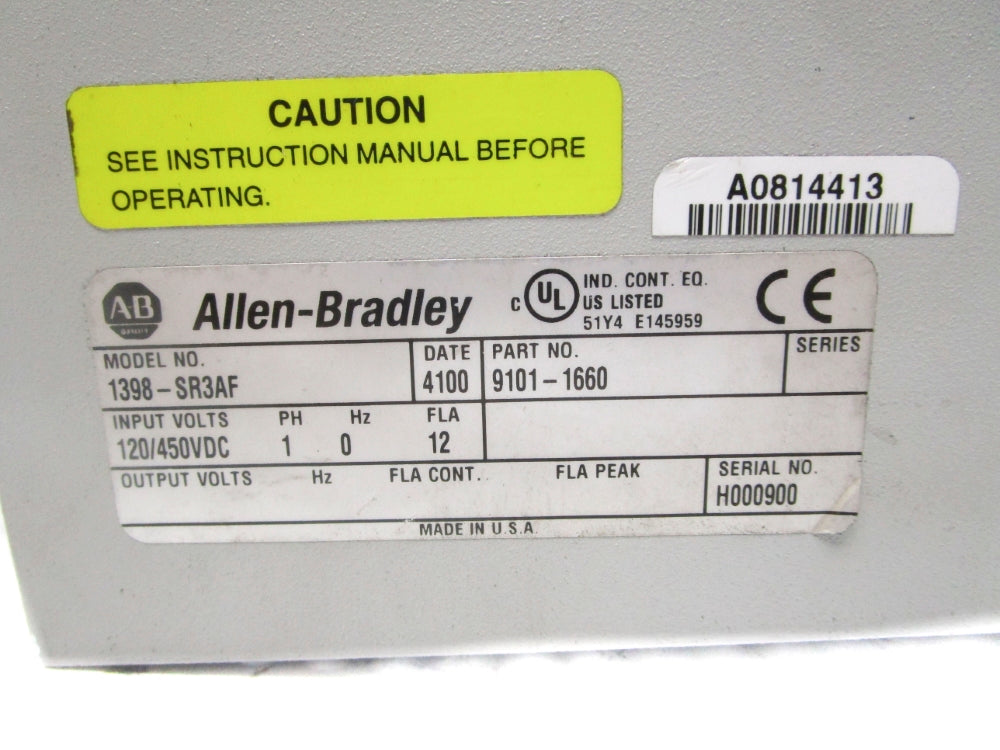 CAUTION
SEE INSTRUCTION MANUAL BEFORE
OPERATING.
A0814413
AB
Allen-Bradley
c UL US LISTED
IND. CONT. EQ.
51Y4 E145959
CE
MODEL NO.
1398-SR3AF
DATE
4100
PART NO.
9101-1660
SERIES
INPUT VOLTS PH Hz FLA
120/450VDC 1 0 12
OUTPUT VOLTS Hz FLA CONT. FLA PEAK
SERIAL NO.
H000900
MADE IN U.S.A.